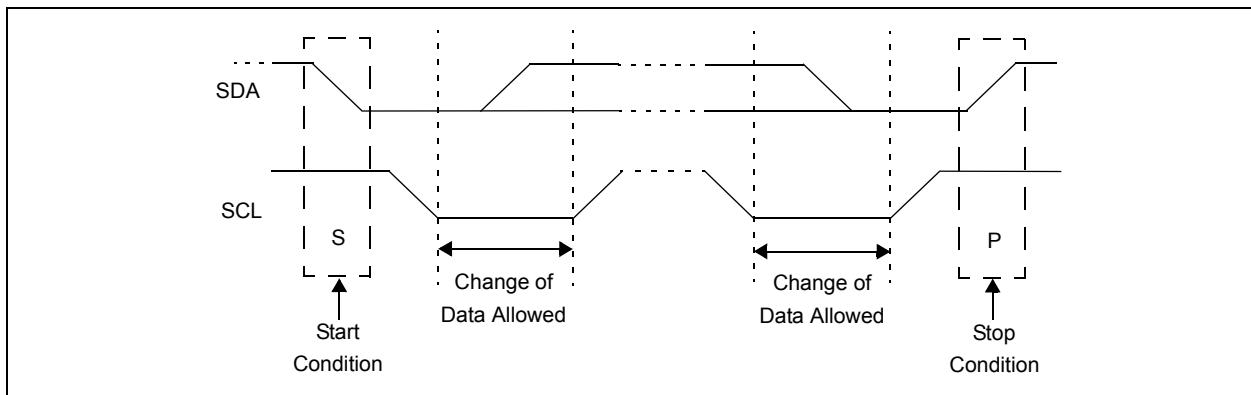 SDA
SCL
S
P
Change of
Data Allowed
Change of
Data Allowed
Start
Condition
Stop
Condition